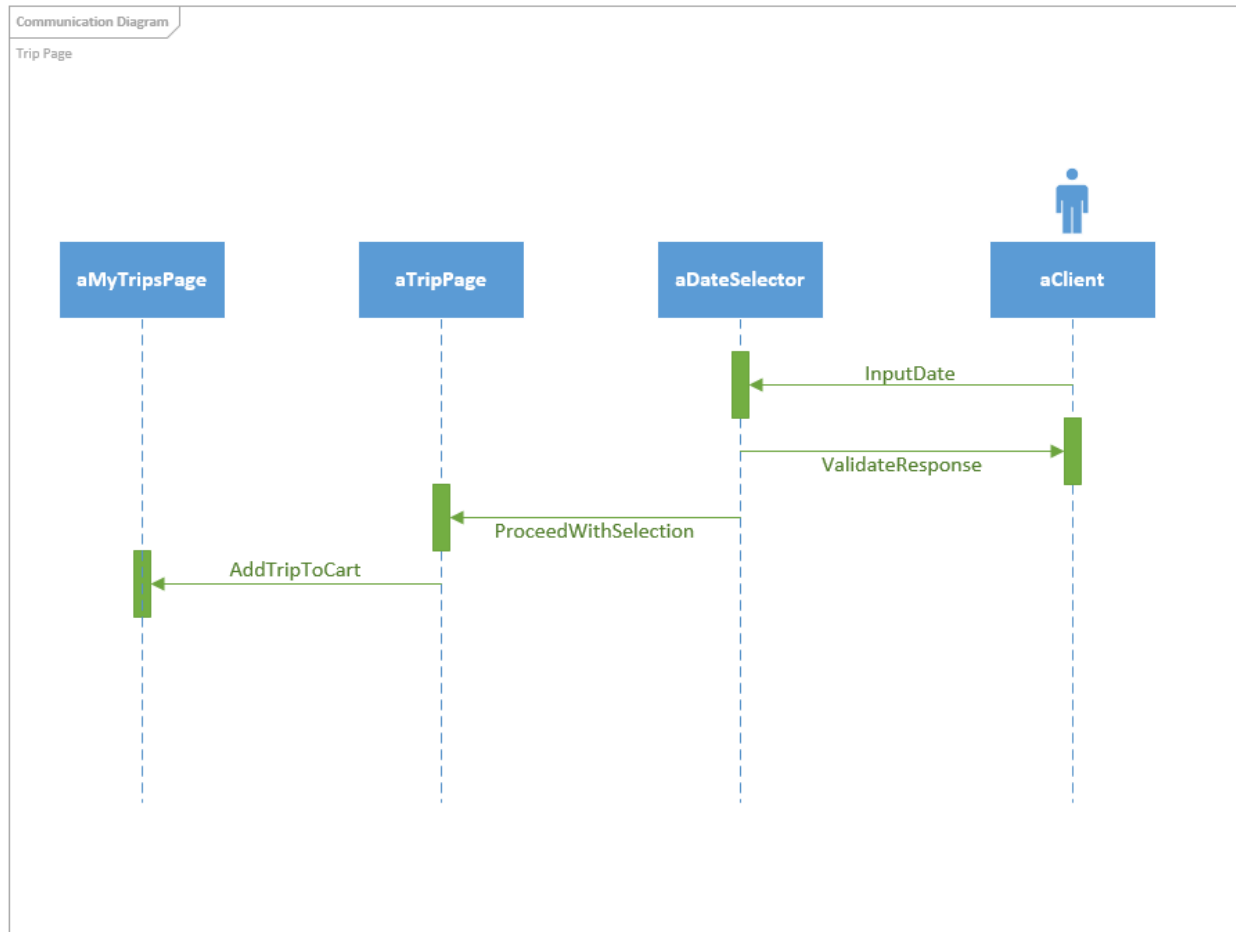 Communication Diagram
Trip Page
aMyTripsPage
aTripPage
aDateSelector
aClient
InputDate
ValidateResponse
ProceedWithSelection
AddTripToCart